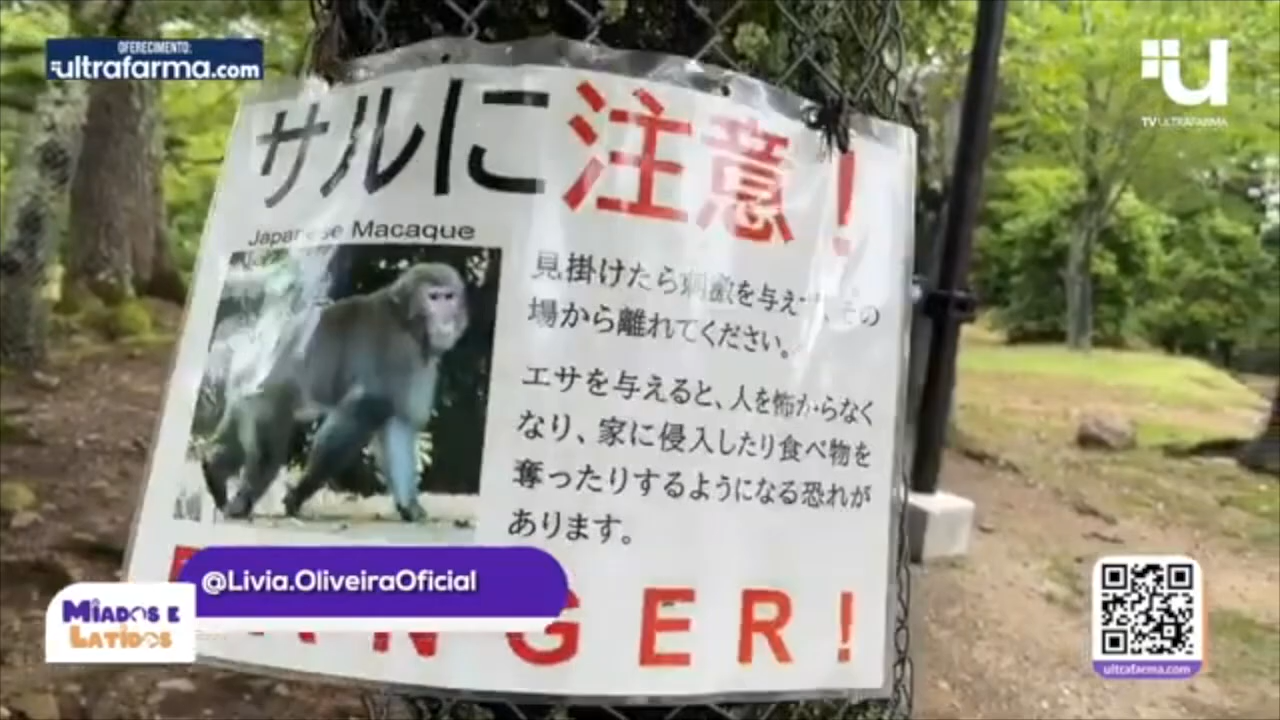 OFERECIMENTO:
ultrafarma.com
U
TV ULTRAFARMA
サルに注意！
Japanese Macaque
見掛けたら刺激を与えず、その
場から離れてください。
エサを与えると、人を怖がらなく
なり、家に侵入したり食べ物を
奪ったりするようになる恐れが
あります。
NGER!
@Livia.OliveiraOficial
MIADOS E
LATIDOS
ultrafarma.com